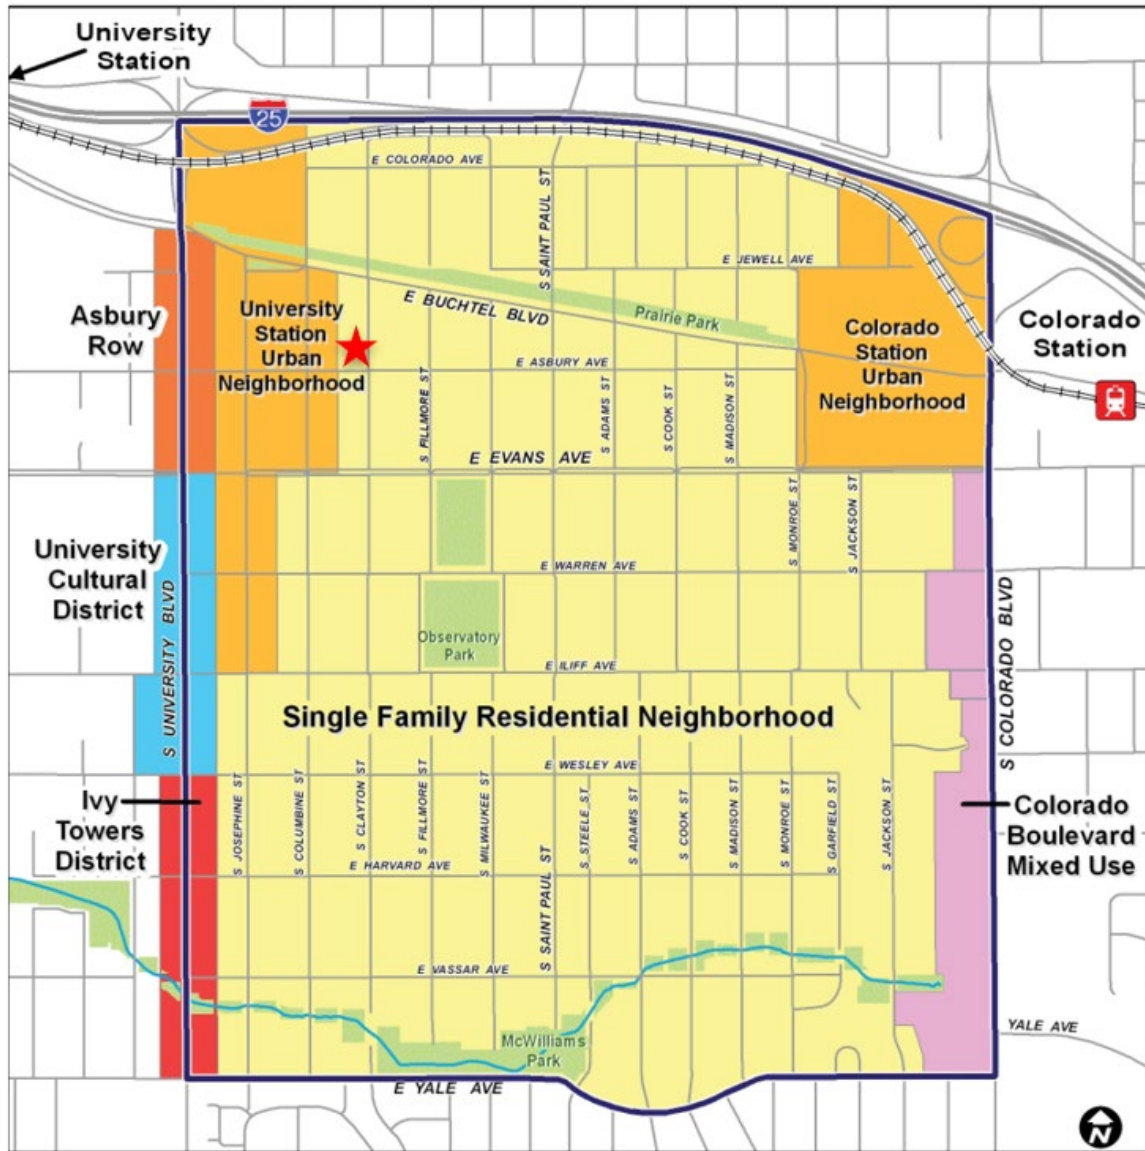 University
Station
25
E COLORADO AVE
S SAINT PAUL ST
E JEWELL AVE
Asbury
Row
University
Station
Urban
Neighborhood
E BUCHTEL BLVD
Prairie Park
Colorado
Station
Urban
Neighborhood
Colorado
Station
E ASBURY AVE
S FILLMORE ST
S ADAMS ST
S COOK ST
S MADISON ST
E EVANS AVE
S MONROE ST
S JACKSON ST
University
Cultural
District
E WARREN AVE
S UNIVERSITY BLVD
Observatory
Park
S COLORADO BLVD
E ILIFF AVE
Single Family Residential Neighborhood
E WESLEY AVE
Ivy
Towers
District
S JOSEPHINE ST
S COLUMBINE ST
S CLAYTON ST
S FILLMORE ST
S MILWAUKEE ST
S STEELE ST
S ADAMS ST
S COOK ST
S MADISON ST
S MONROE ST
S GARFIELD ST
S JACKSON ST
Colorado
Boulevard
Mixed Use
E HARVARD AVE
S SAINT PAUL ST
E VASSAR AVE
McWilliams
Park
YALE AVE
E YALE AVE
N